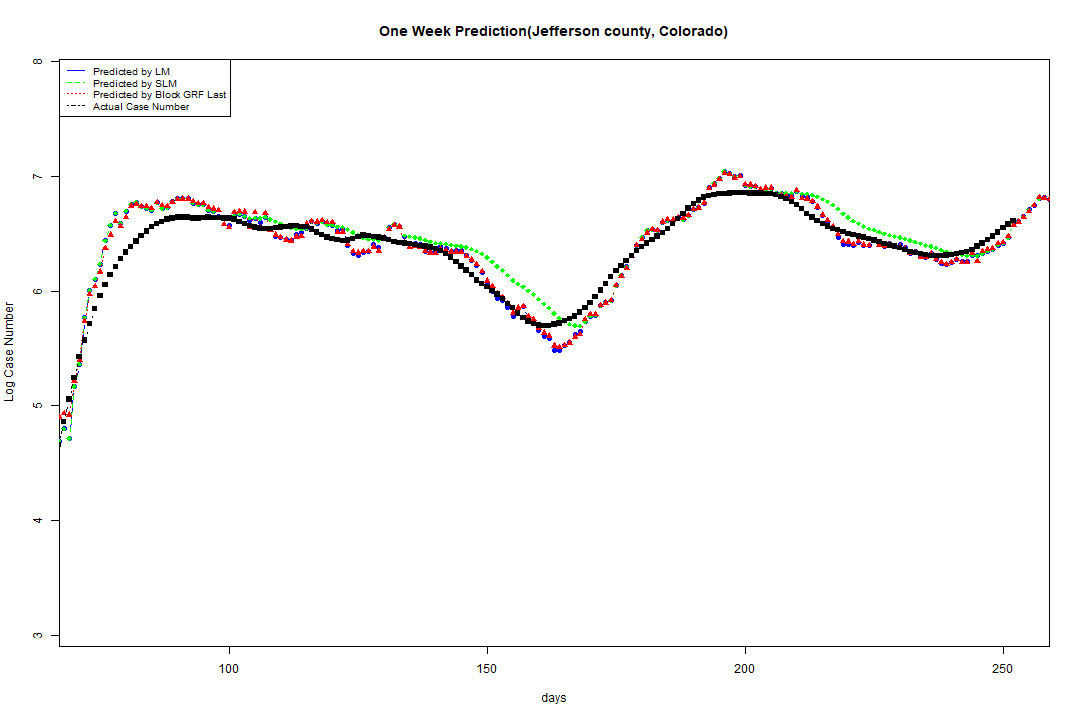 One Week Prediction(Jefferson county, Colorado)
Predicted by LM
Predicted by SLM
Predicted by Block GRF Last
Actual Case Number
8
7
6
5
4
3
Log Case Number
100
150
200
250
days